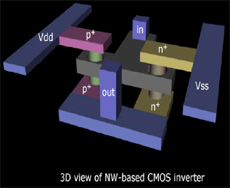 in
Vdd
p⁺
n⁺
Vss
p⁺
out
n⁺
3D view of NW-based CMOS inverter